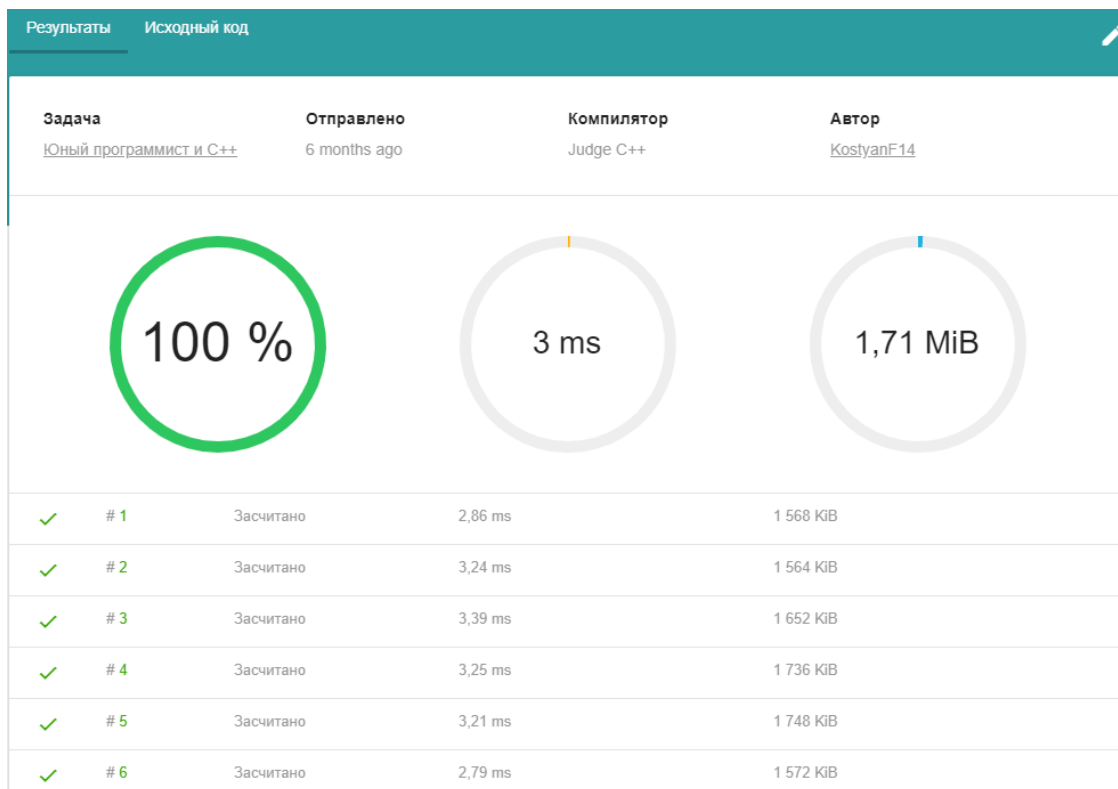 Результаты Исходный код
Задача Отправлено Компилятор Автор
Юный программист и С++ 6 months ago Judge C++ KostyanF14
100 % 3 ms 1,71 MiB
# 1 Засчитано 2,86 ms 1 568 KiB
# 2 Засчитано 3,24 ms 1 564 KiB
# 3 Засчитано 3,39 ms 1 652 KiB
# 4 Засчитано 3,25 ms 1 736 KiB
# 5 Засчитано 3,21 ms 1 748 KiB
# 6 Засчитано 2,79 ms 1 572 KiB